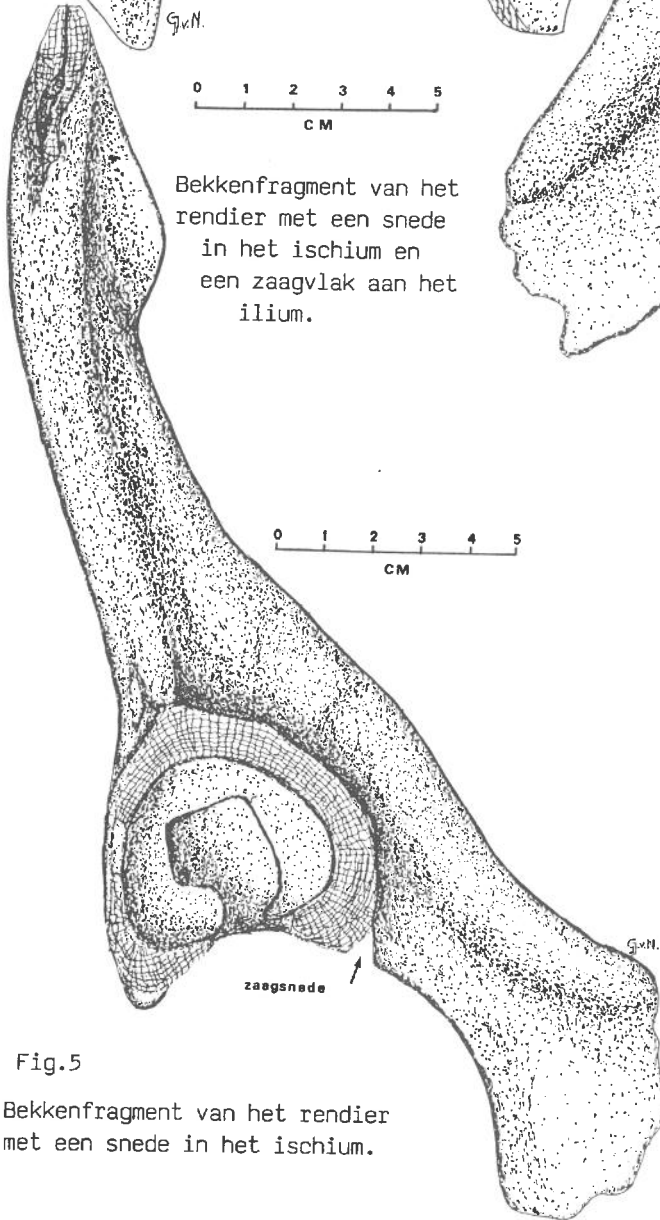 G.v.N.
0 1 2 3 4 5
CM
Bekkenfragment van het
rendier met een snede
in het ischium en
een zaagvlak aan het
ilium.
0 1 2 3 4 5
CM
G.v.N.
zaagsnede
Fig.5
Bekkenfragment van het rendier
met een snede in het ischium.